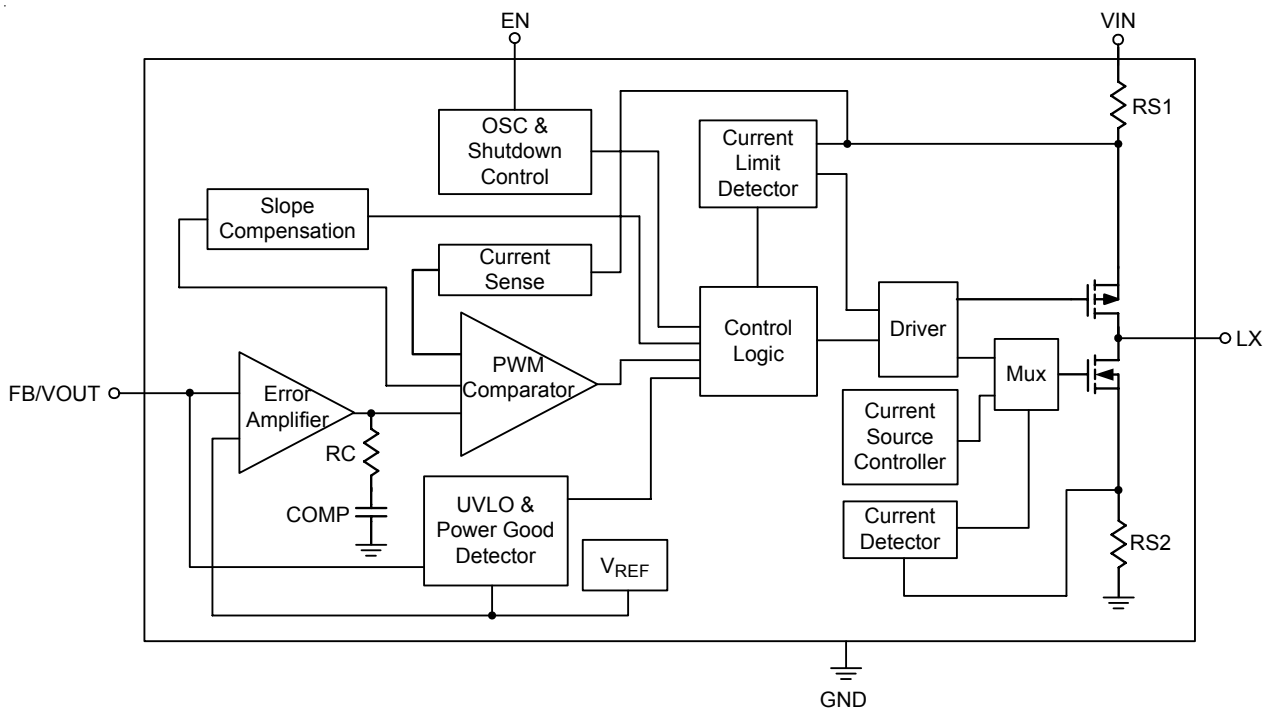 EN
VIN
RS1
OSC &
Shutdown
Control
Current
Limit
Detector
Slope
Compensation
Current
Sense
Control
Logic
Driver
LX
PWM
Comparator
Mux
FB/VOUT
Error
Amplifier
Current
Source
Controller
RC
COMP
UVLO &
Power Good
Detector
VREF
Current
Detector
RS2
GND